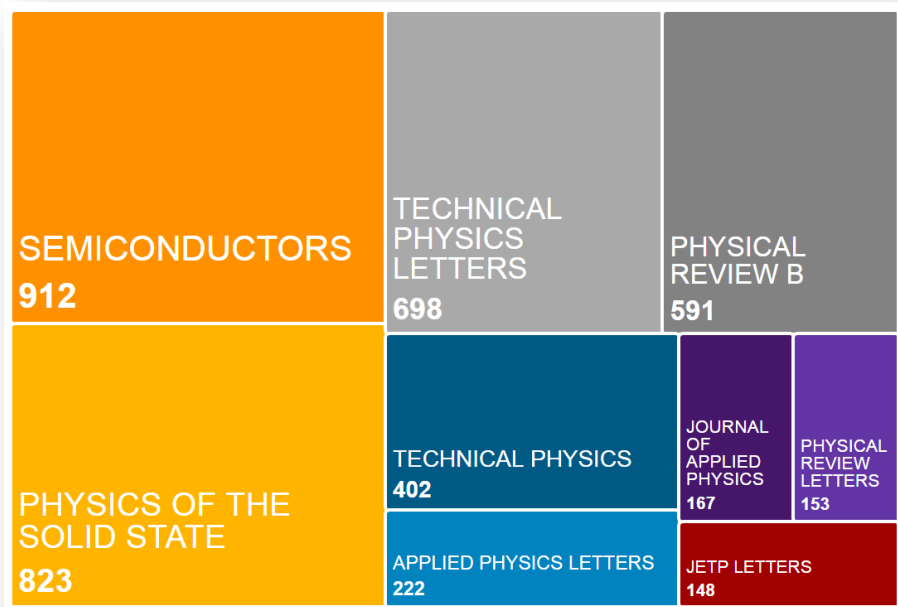 SEMICONDUCTORS
912
TECHNICAL
PHYSICS
LETTERS
698
PHYSICAL
REVIEW B
591
PHYSICS OF THE
SOLID STATE
823
TECHNICAL PHYSICS
402
APPLIED PHYSICS LETTERS
222
JOURNAL
OF
APPLIED
PHYSICS
167
PHYSICAL
REVIEW
LETTERS
153
JETP LETTERS
148